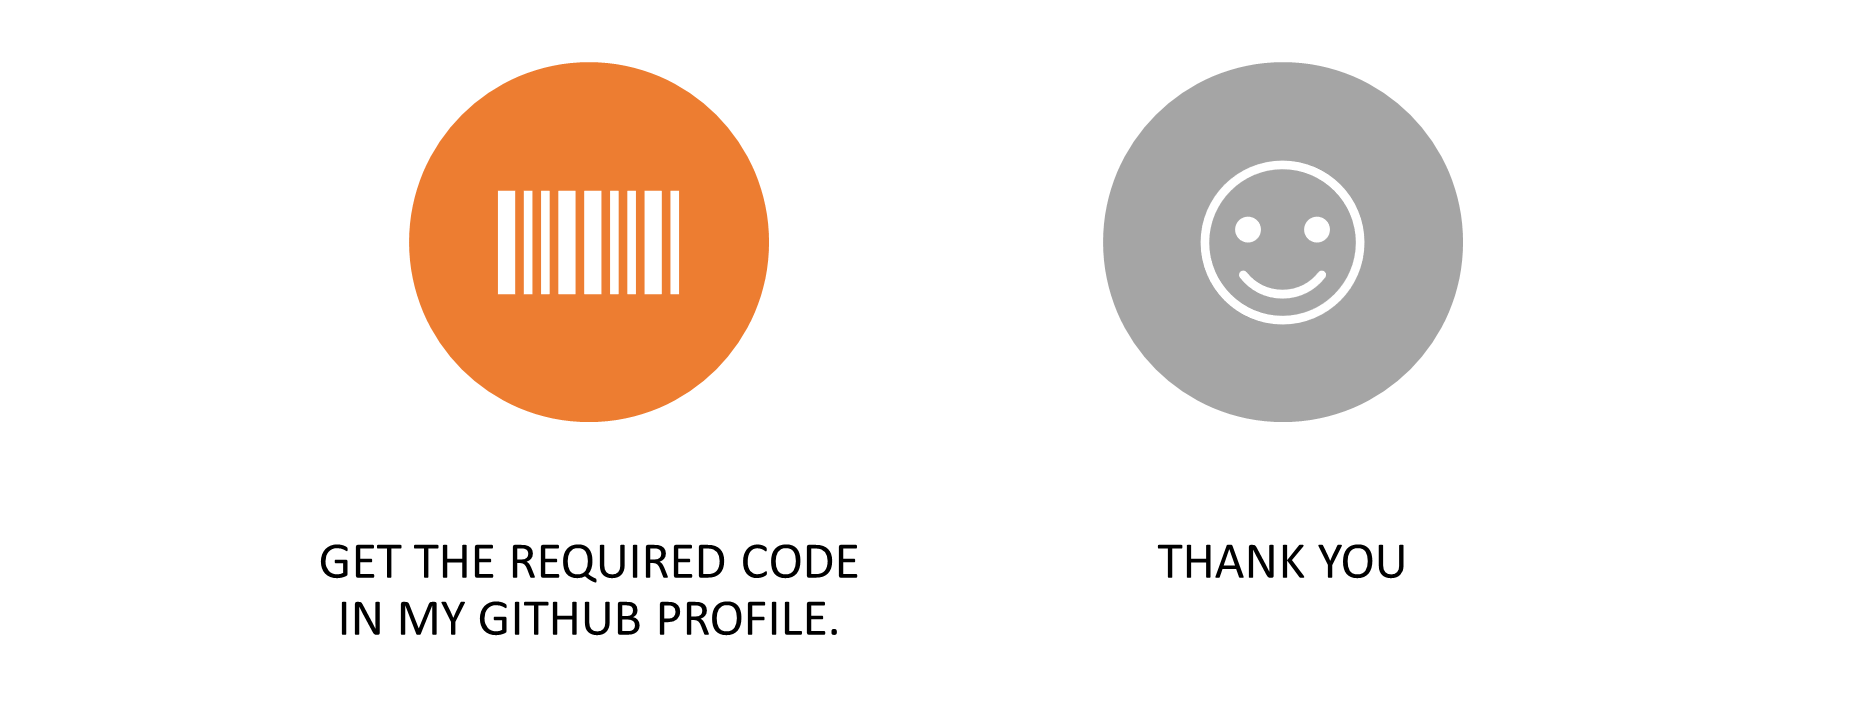 GET THE REQUIRED CODE
IN MY GITHUB PROFILE.
THANK YOU